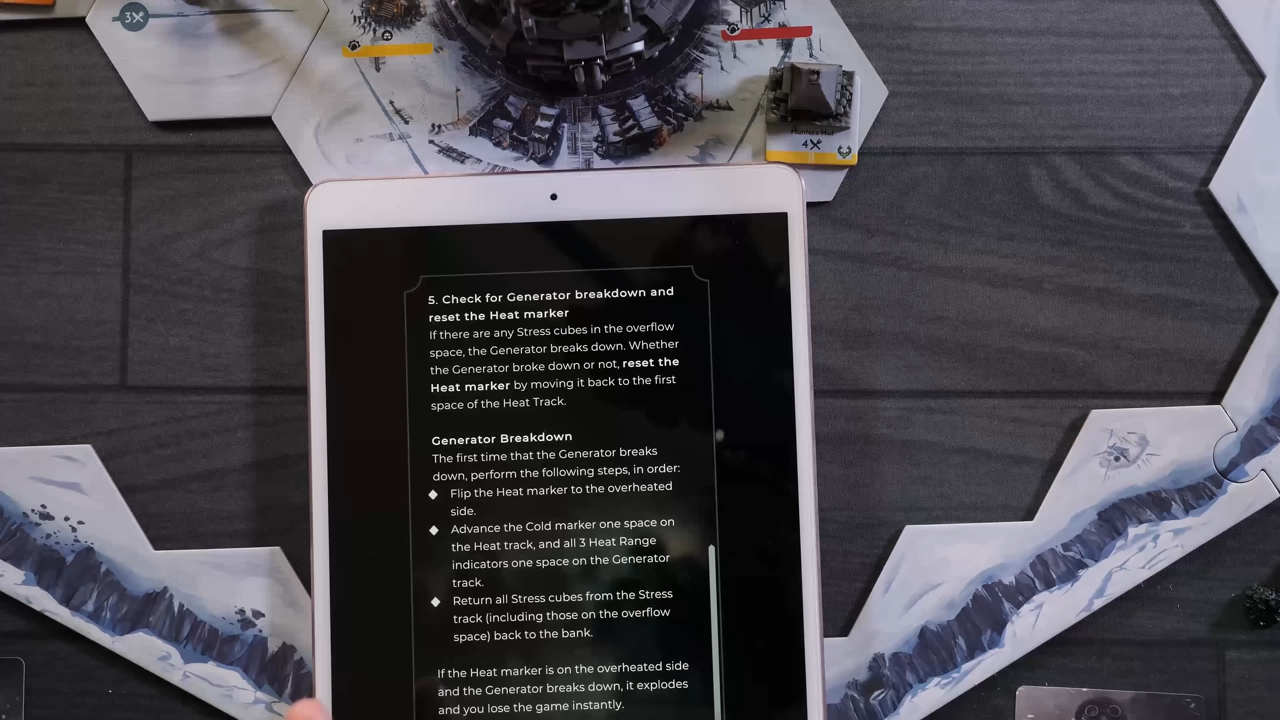 3
Hunters Hut
4
5. Check for Generator breakdown and
reset the Heat marker
If there are any Stress cubes in the overflow
space, the Generator breaks down. Whether
the Generator broke down or not, reset the
Heat marker by moving it back to the first
space of the Heat Track.
Generator Breakdown
The first time that the Generator breaks
down, perform the following steps, in order:
Flip the Heat marker to the overheated
side.
Advance the Cold marker one space on
the Heat track, and all 3 Heat Range
indicators one space on the Generator
track.
Return all Stress cubes from the Stress
track (including those on the overflow
space) back to the bank.
If the Heat marker is on the overheated side
and the Generator breaks down, it explodes
and you lose the game instantly.